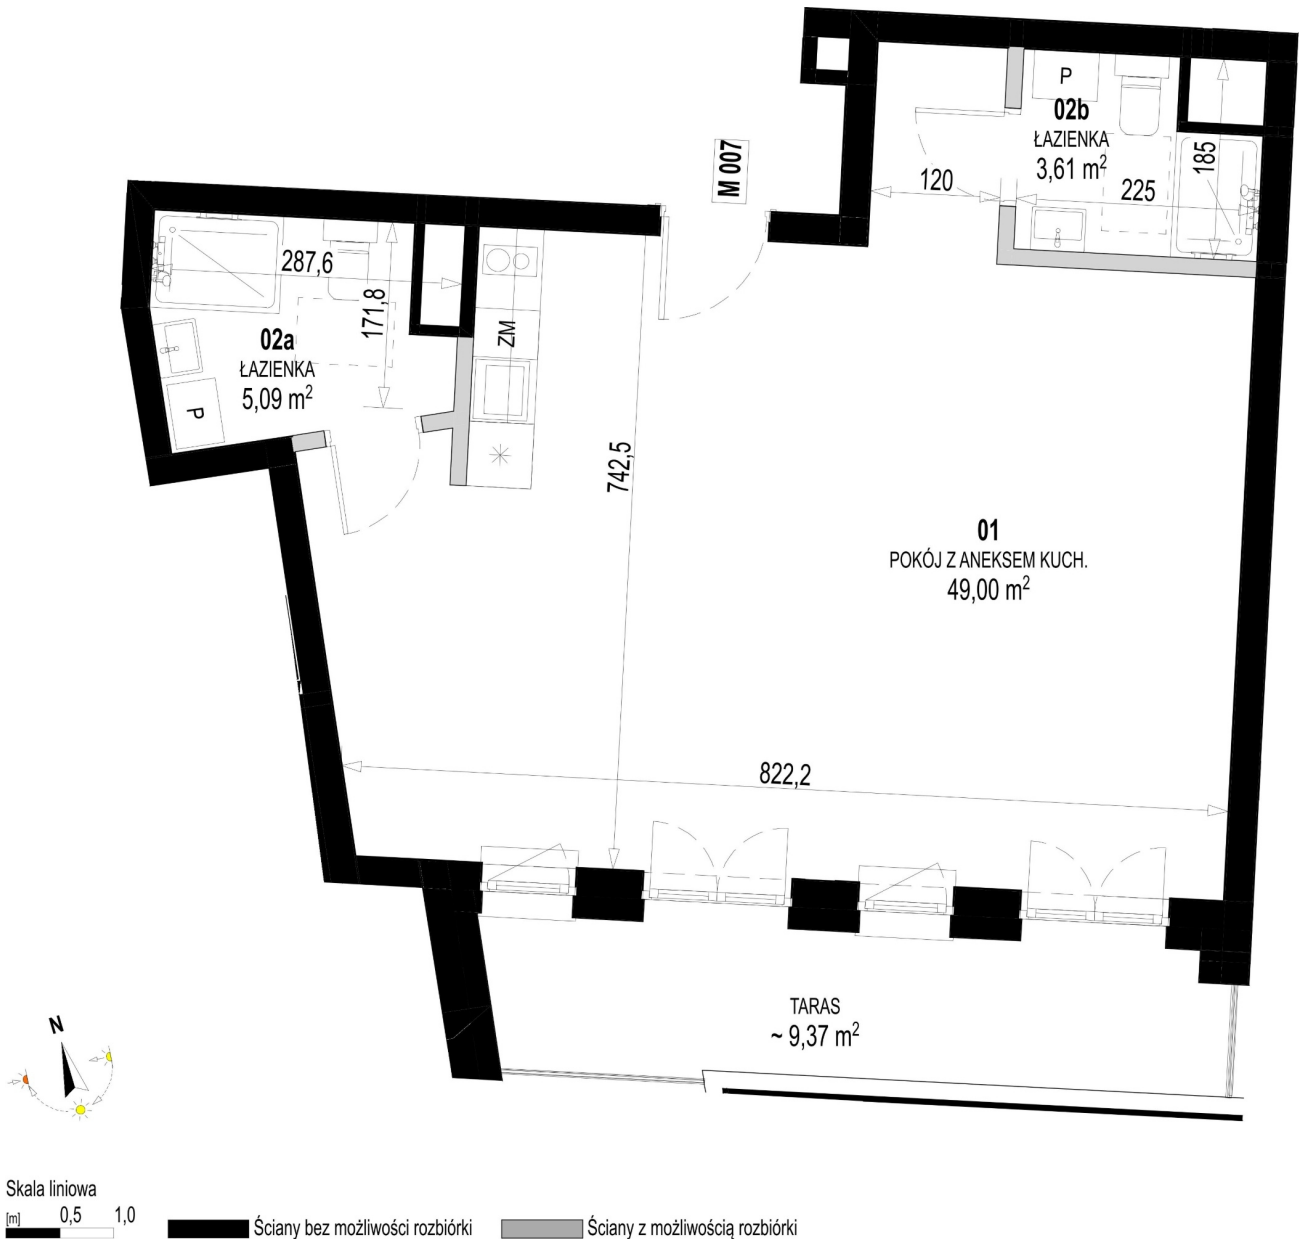 P
02b
ŁAZIENKA
3,61 m²
185
M 007
120
225
287,6
171,8
ZM
02a
ŁAZIENKA
5,09 m²
P
742,5
01
POKÓJ Z ANEKSEM KUCH.
49,00 m²
822,2
TARAS
~ 9,37 m²
N
Skala liniowa
[m] 0,5 1,0
Ściany bez możliwości rozbiórki
Ściany z możliwością rozbiórki